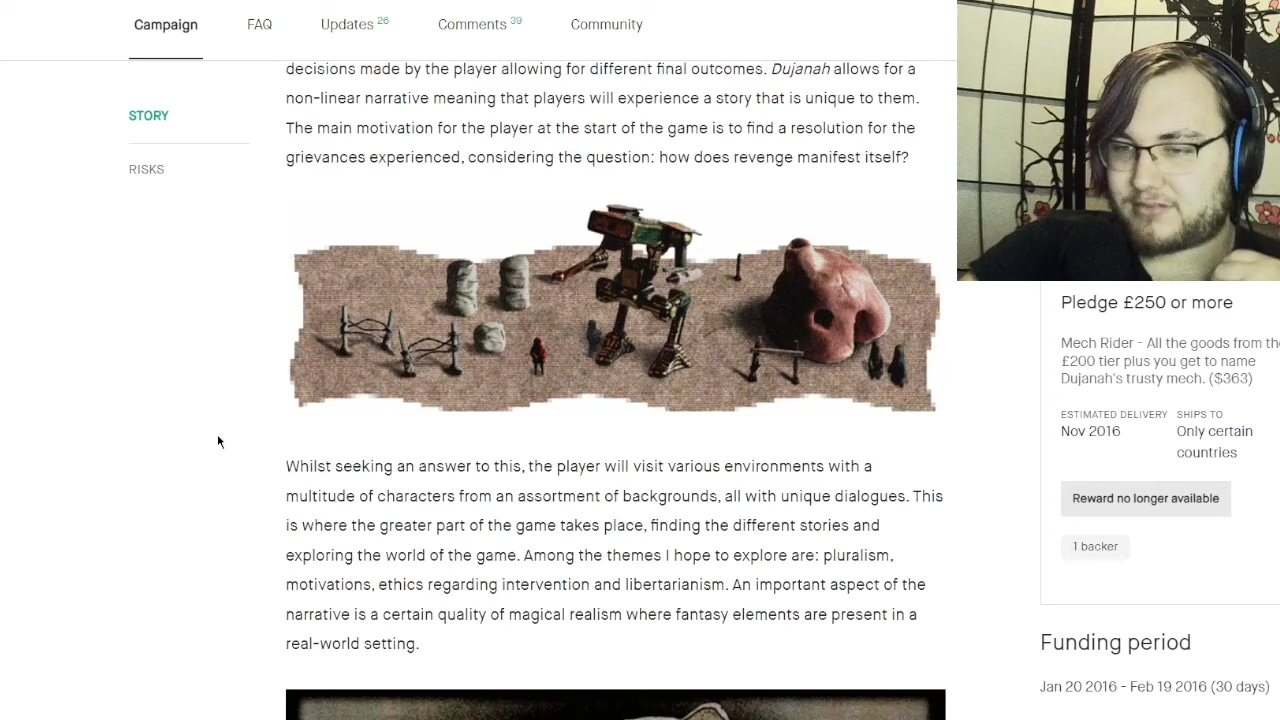 Campaign
FAQ
Updates 26
Comments 39
Community
STORY
RISKS
decisions made by the player allowing for different final outcomes. Dujanah allows for a
non-linear narrative meaning that players will experience a story that is unique to them.
The main motivation for the player at the start of the game is to find a resolution for the
grievances experienced, considering the question: how does revenge manifest itself?
Whilst seeking an answer to this, the player will visit various environments with a
multitude of characters from an assortment of backgrounds, all with unique dialogues. This
is where the greater part of the game takes place, finding the different stories and
exploring the world of the game. Among the themes I hope to explore are: pluralism,
motivations, ethics regarding intervention and libertarianism. An important aspect of the
narrative is a certain quality of magical realism where fantasy elements are present in a
real-world setting.
Pledge £250 or more
Mech Rider - All the goods from the
£200 tier plus you get to name
Dujanah's trusty mech. ($363)
ESTIMATED DELIVERY
Nov 2016
SHIPS TO
Only certain
countries
Reward no longer available
1 backer
Funding period
Jan 20 2016 - Feb 19 2016 (30 days)